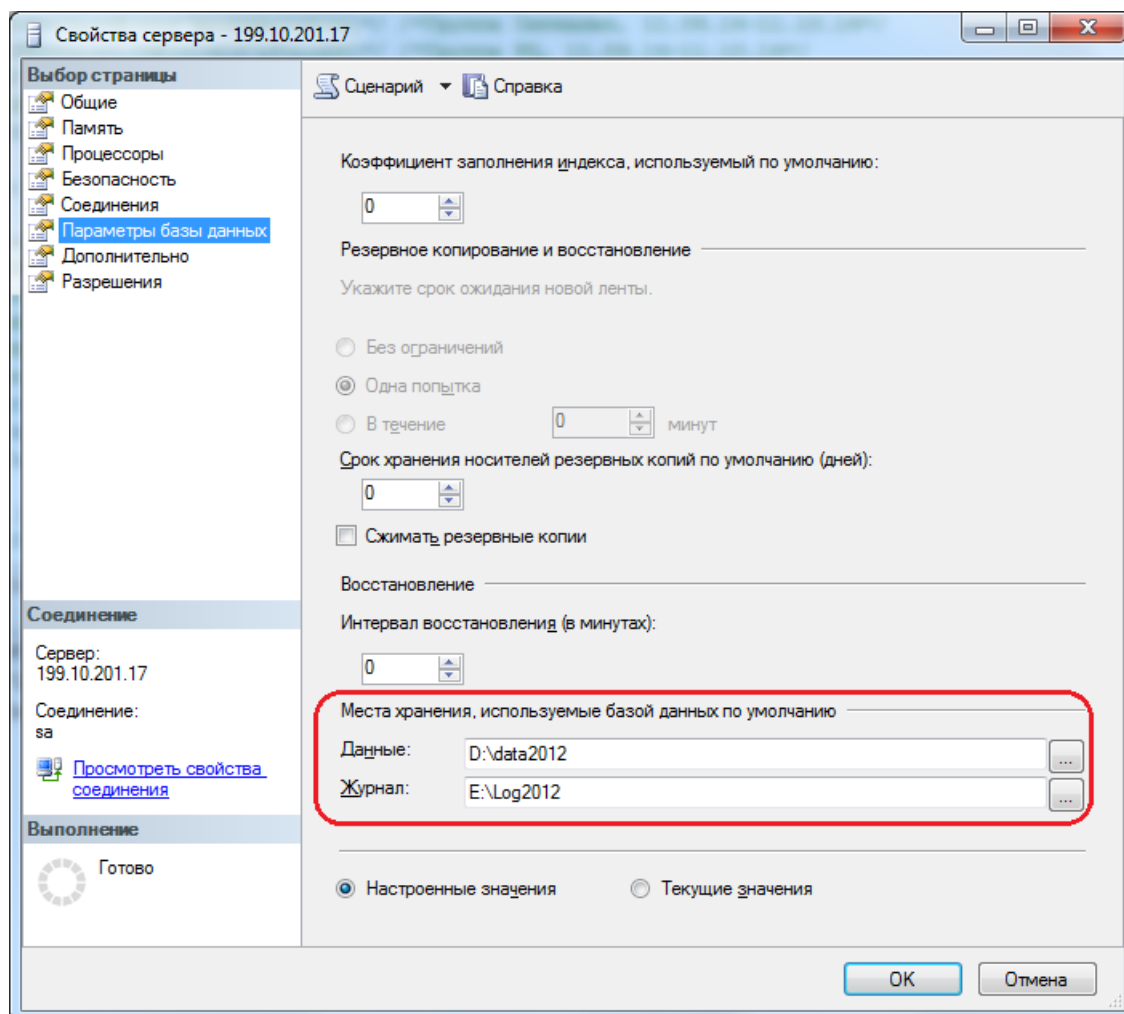 Свойства сервера - 199.10.201.17
Выбор страницы
Общие
Память
Процессоры
Безопасность
Соединения
Параметры базы данных
Дополнительно
Разрешения
Соединение
Сервер:
199.10.201.17
Соединение:
sa
Просмотреть свойства
соединения
Выполнение
Готово
Сценарий
Справка
Коэффициент заполнения индекса, используемый по умолчанию:
0
Резервное копирование и восстановление
Укажите срок ожидания новой ленты.
Без ограничений
Одна попытка
В течение 0 минут
Срок хранения носителей резервных копий по умолчанию (дней):
0
Сжимать резервные копии
Восстановление
Интервал восстановления (в минутах):
0
Места хранения, используемые базой данных по умолчанию
Данные: D:\data2012 ...
Журнал: E:\Log2012 ...
Настроенные значения Текущие значения
OK Отмена